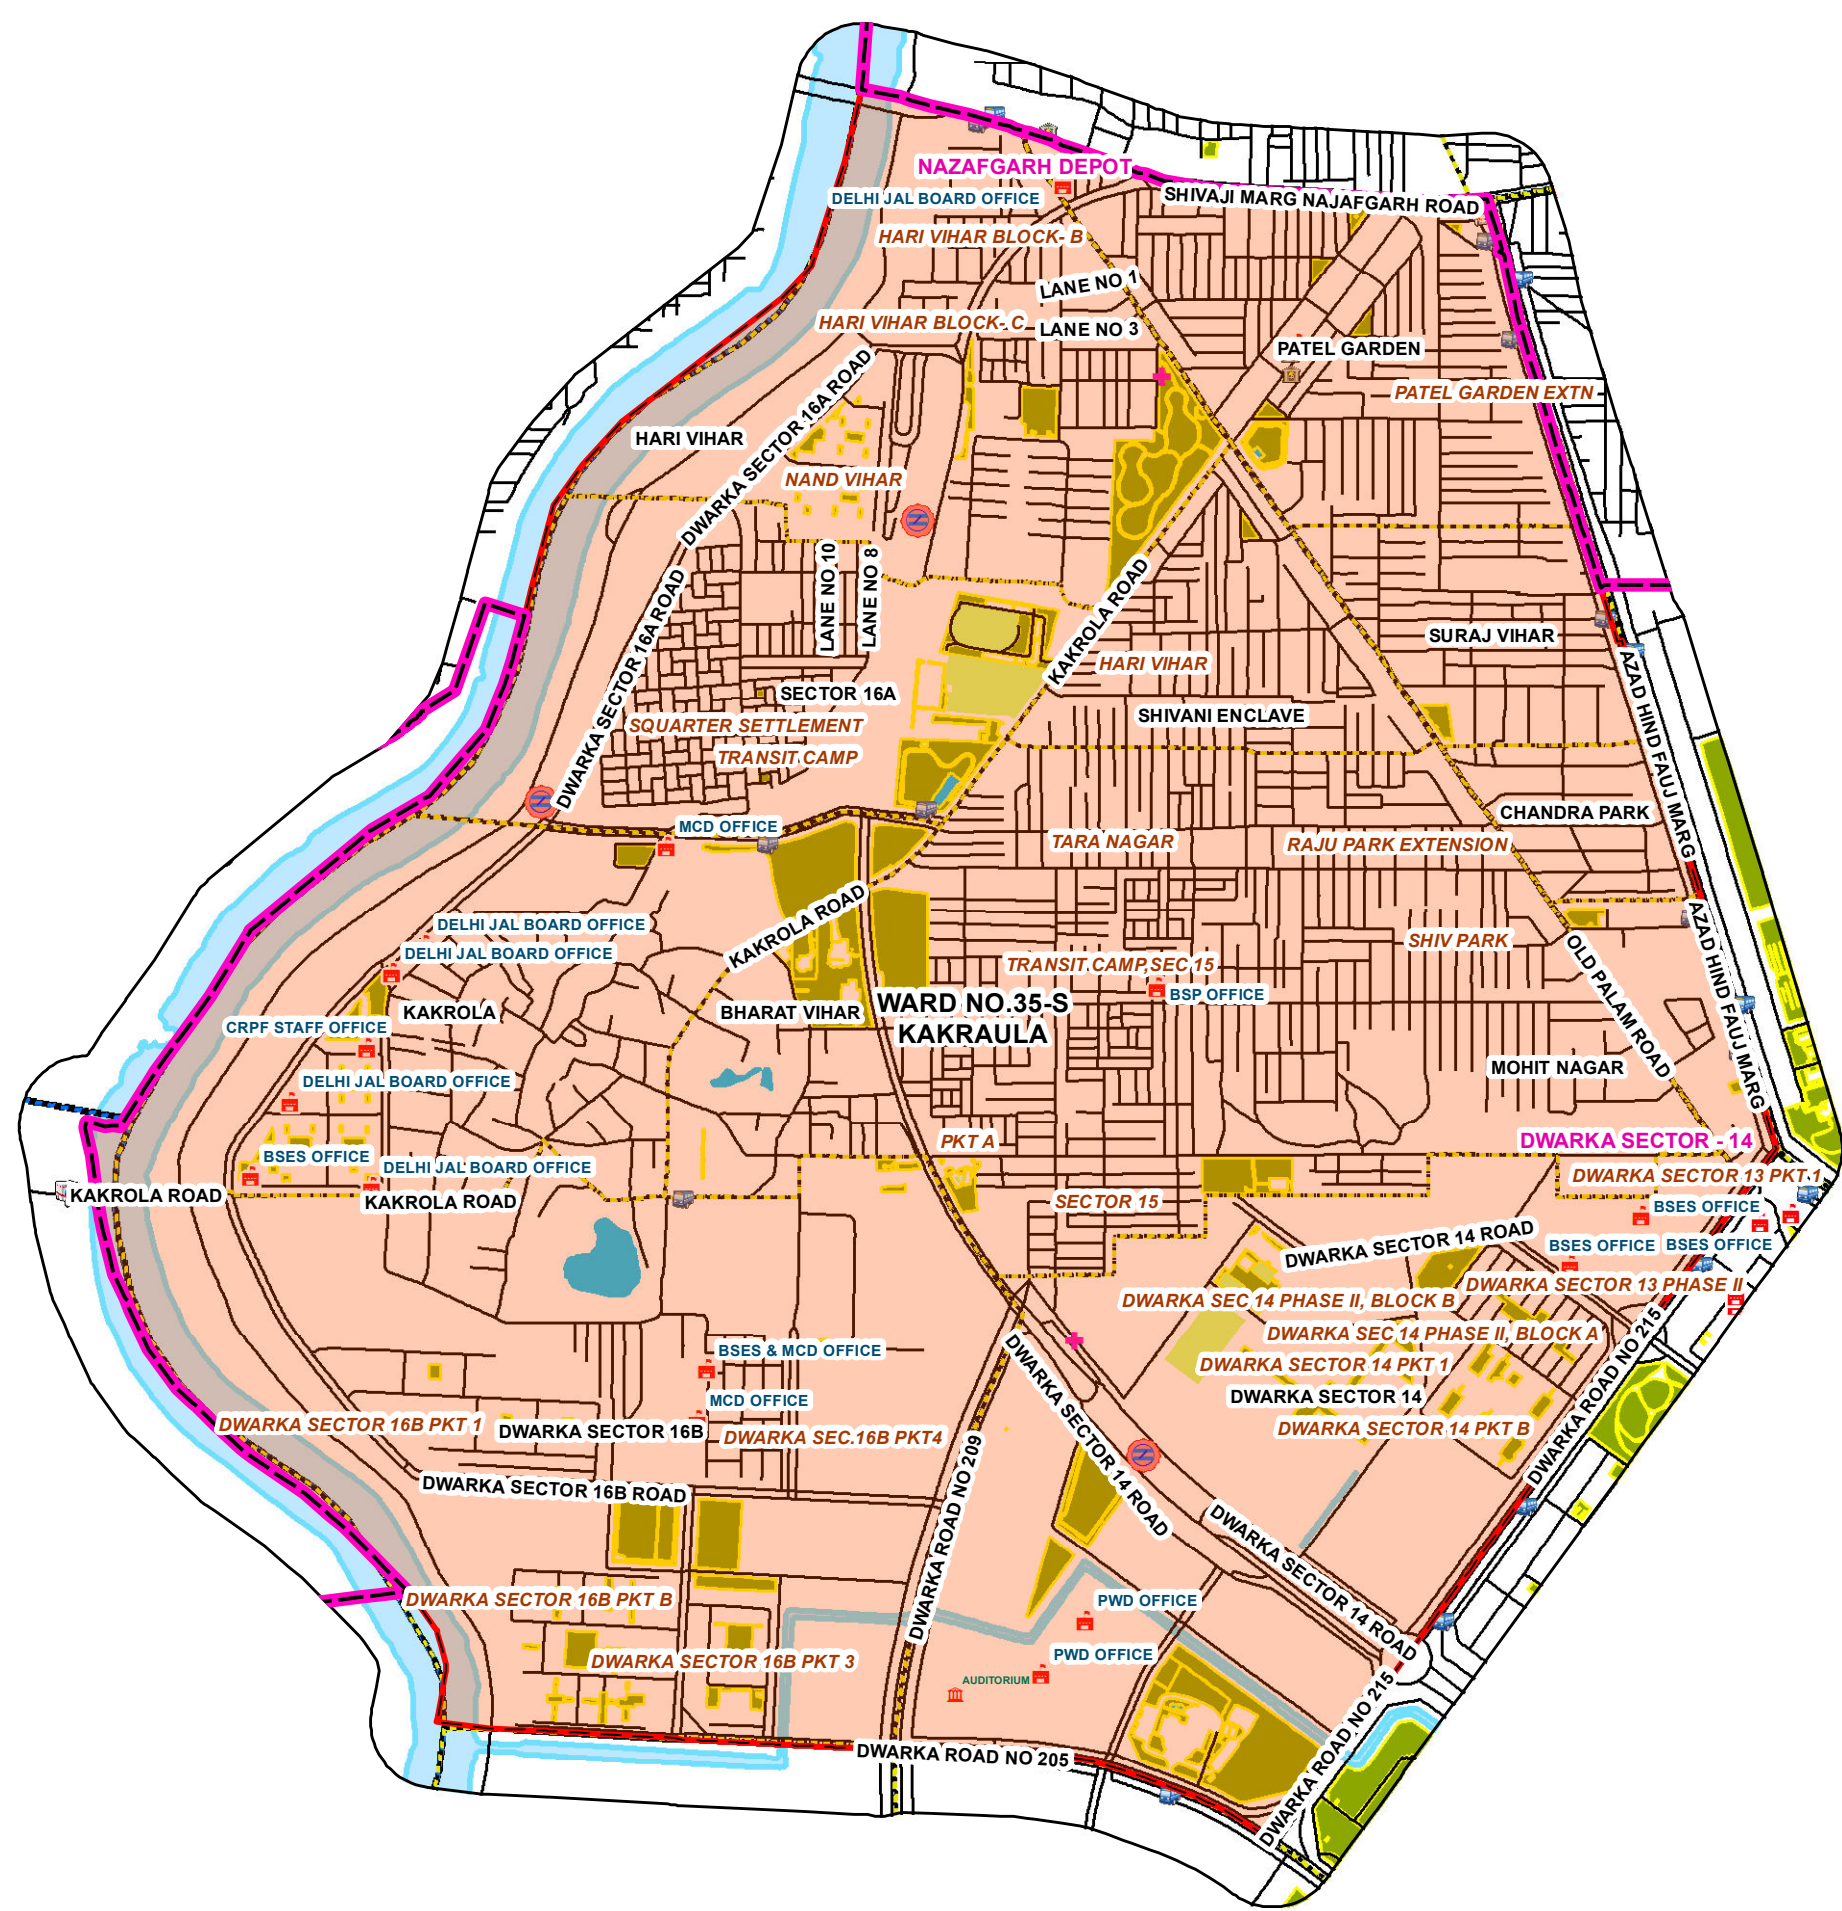 NAZAFGARH DEPOT
DELHI JAL BOARD OFFICE
SHIVAJI MARG NAJAFGARH ROAD
HARI VIHAR BLOCK- B
LANE NO 1
HARI VIHAR BLOCK- C
LANE NO 3
PATEL GARDEN
PATEL GARDEN EXTN
DWARKA SECTOR 16A ROAD
HARI VIHAR
NAND VIHAR
LANE NO 10
LANE NO 8
DWARKA SECTOR 16A ROAD
KAKROLA ROAD
SURAJ VIHAR
HARI VIHAR
SECTOR 16A
SQUARTER SETTLEMENT
SHIVANI ENCLAVE
AZAD HIND FAUJ MARG
TRANSIT CAMP
CHANDRA PARK
MCD OFFICE
TARA NAGAR
RAJU PARK EXTENSION
KAKROLA ROAD
DELHI JAL BOARD OFFICE
DELHI JAL BOARD OFFICE
SHIV PARK
TRANSIT CAMP,SEC 15
OLD PALAM ROAD
AZAD HIND FAUJ MARG
BSP OFFICE
KAKROLA
BHARAT VIHAR
WARD NO.35-S
KAKRAULA
CRPF STAFF OFFICE
MOHIT NAGAR
DELHI JAL BOARD OFFICE
PKT A
DWARKA SECTOR - 14
BSES OFFICE
DELHI JAL BOARD OFFICE
DWARKA SECTOR 13 PKT 1
KAKROLA ROAD
KAKROLA ROAD
SECTOR 15
BSES OFFICE
DWARKA SECTOR 14 ROAD
BSES OFFICE
BSES OFFICE
DWARKA SECTOR 13 PHASE II
DWARKA SEC 14 PHASE II, BLOCK B
DWARKA SEC 14 PHASE II, BLOCK A
BSES & MCD OFFICE
DWARKA SECTOR 14 PKT 1
DWARKA SECTOR 14
MCD OFFICE
DWARKA SECTOR 14 PKT B
DWARKA ROAD NO 215
DWARKA SECTOR 14 ROAD
DWARKA SECTOR 16B PKT 1
DWARKA SECTOR 16B
DWARKA SEC.16B PKT4
DWARKA SECTOR 16B ROAD
DWARKA ROAD NO 209
DWARKA SECTOR 14 ROAD
DWARKA SECTOR 16B PKT B
PWD OFFICE
PWD OFFICE
DWARKA SECTOR 16B PKT 3
AUDITORIUM
DWARKA ROAD NO 215
DWARKA ROAD NO 205